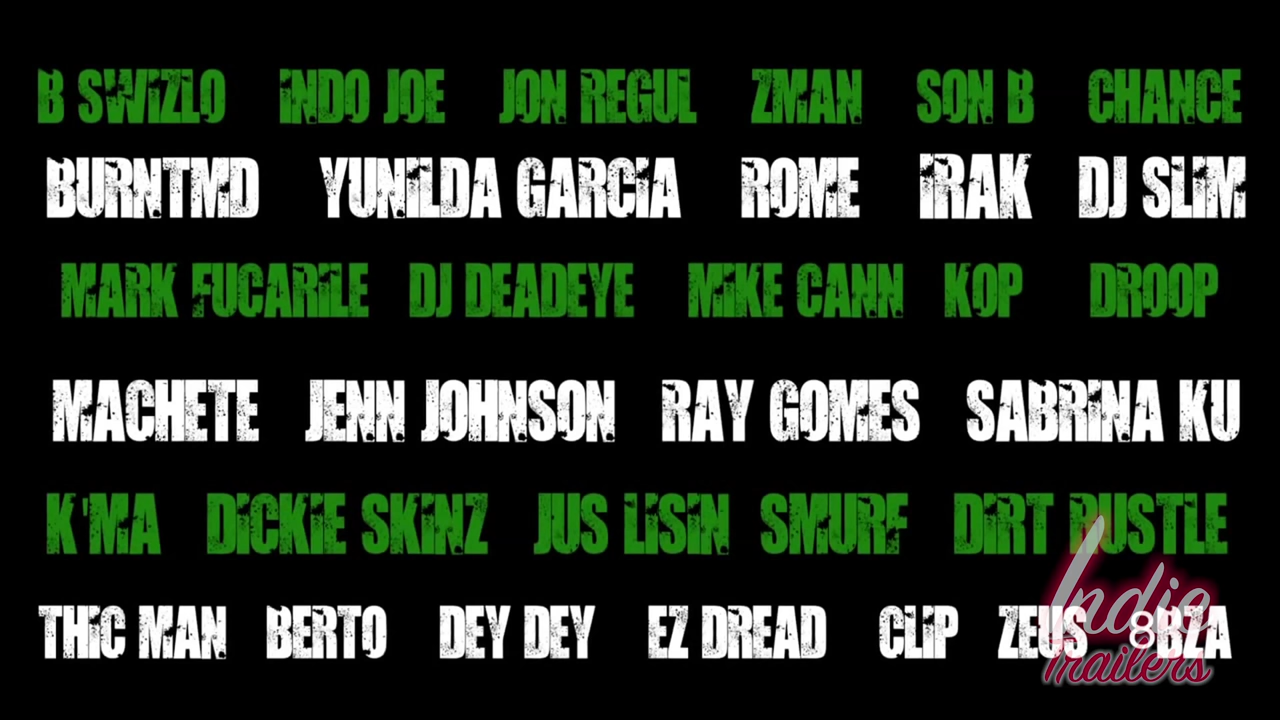 B SWIZLO INDO JOE JON REGUL ZMAN SON B CHANCE
BURNTMD YUNILDA GARCIA ROME IRAK DJ SLIM
MARK FUCARILE DJ DEADEYE MIKE CANN KOP DROOP
MACHETE JENN JOHNSON RAY GOMES SABRINA KU
K'MA DICKIE SKINZ JUS LISIN SMURF DIRT RUSTLE
THIC MAN BERTO DEY DEY EZ DREAD CLIP ZEUS
Indie
Trailers